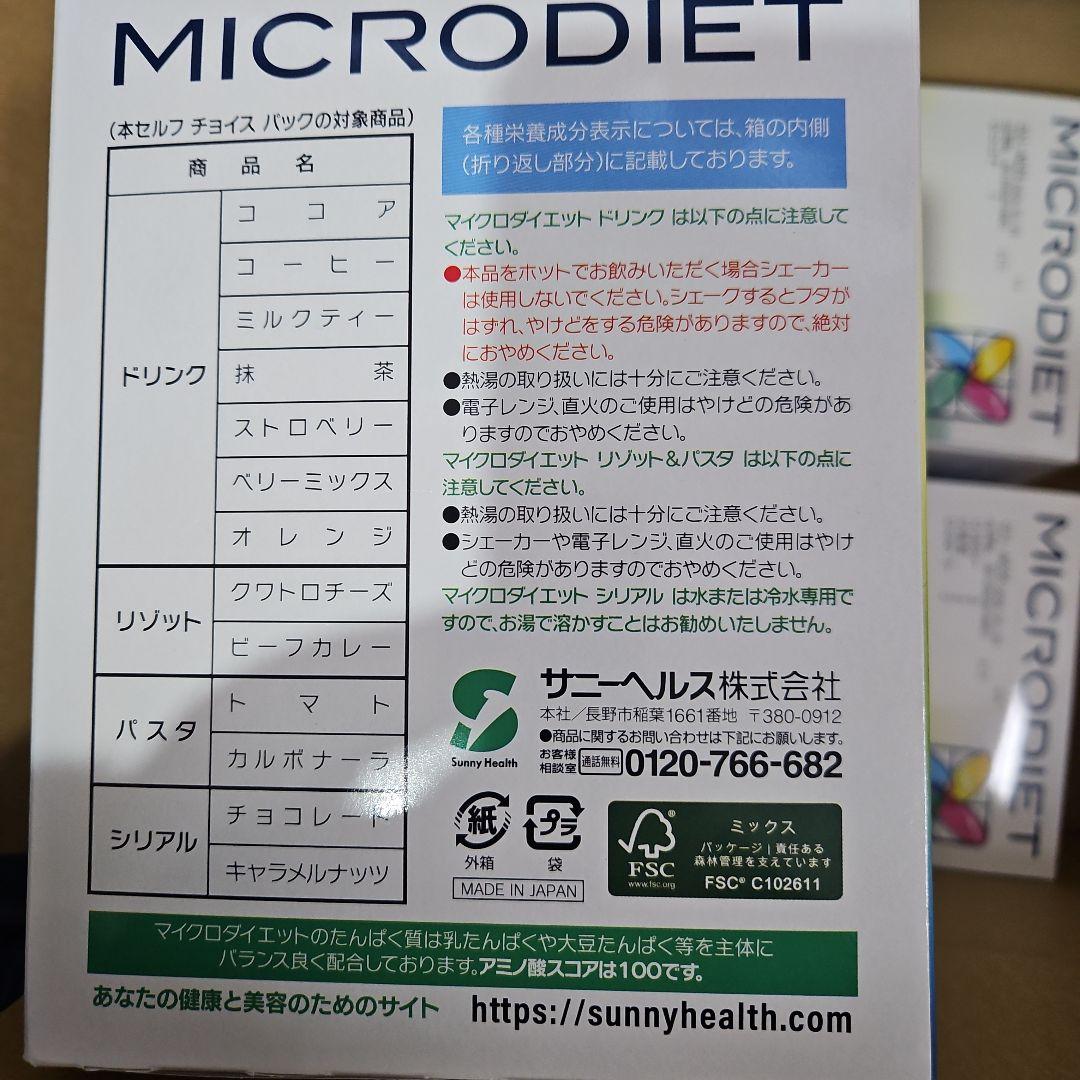 MICRODIET
(本セルフ チョイス パックの対象商品)
商品名
ドリンク
ココア
コーヒー
ミルクティー
抹茶
ストロベリー
ベリーミックス
オレンジ
リゾット
クワトロチーズ
ビーフカレー
パスタ
トマト
カルボナーラ
シリアル
チョコレート
キャラメルナッツ
各種栄養成分表示については、箱の内側
(折り返し部分)に記載しております。
マイクロダイエット ドリンク は以下の点に注意して
ください。
●本品をホットでお飲みいただく場合シェーカー
は使用しないでください。シェークするとフタが
はずれ、やけどをする危険がありますので、絶対
におやめください。
●熱湯の取り扱いには十分にご注意ください。
●電子レンジ、直火のご使用はやけどの危険があ
りますのでおやめください。
マイクロダイエット リゾット&パスタ は以下の点に
注意してください。
●熱湯の取り扱いには十分にご注意ください。
●シェーカーや電子レンジ、直火のご使用はやけ
どの危険がありますのでおやめください。
マイクロダイエット シリアル は水または冷水専用で
すので、お湯で溶かすことはお勧めいたしません。
S
Sunny Health
サニーヘルス株式会社
本社/長野市稲葉1661番地 〒380-0912
●商品に関するお問い合わせは下記にお願いします。
お客様
相談室
通話無料
0120-766-682
紙
外箱
プラ
袋
MADE IN JAPAN
FSC®
www.fsc.org
ミックス
パッケージ|責任ある
森林管理を支えています
FSC® C102611
マイクロダイエットのたんぱく質は乳たんぱくや大豆たんぱく等を主体に
バランス良く配合しております。アミノ酸スコアは100です。
あなたの健康と美容のためのサイト
https://sunnyhealth.com
MICRODIET
MICRODIET